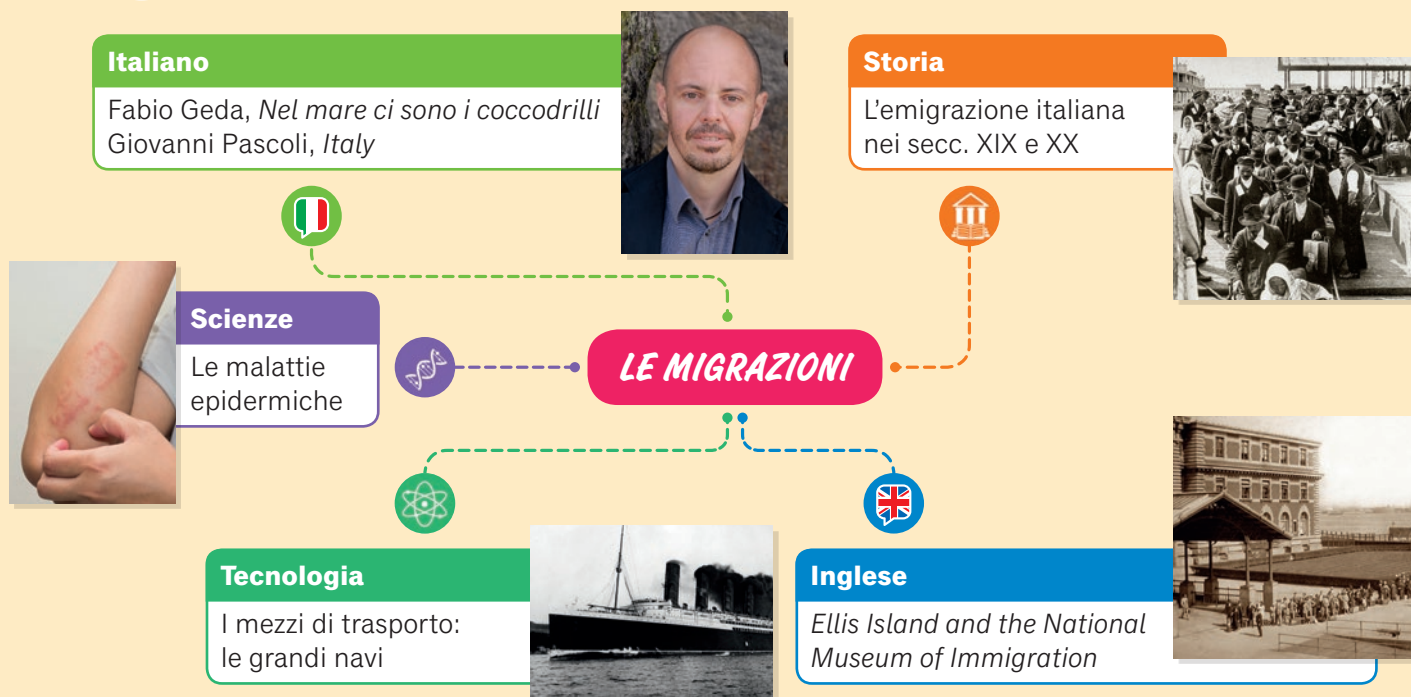 Italiano
Fabio Geda, Nel mare ci sono i coccodrilli
Giovanni Pascoli, Italy
Storia
L'emigrazione italiana
nei secc. XIX e XX
Scienze
Le malattie
epidermiche
LE MIGRAZIONI
Tecnologia
I mezzi di trasporto:
le grandi navi
Inglese
Ellis Island and the National
Museum of Immigration